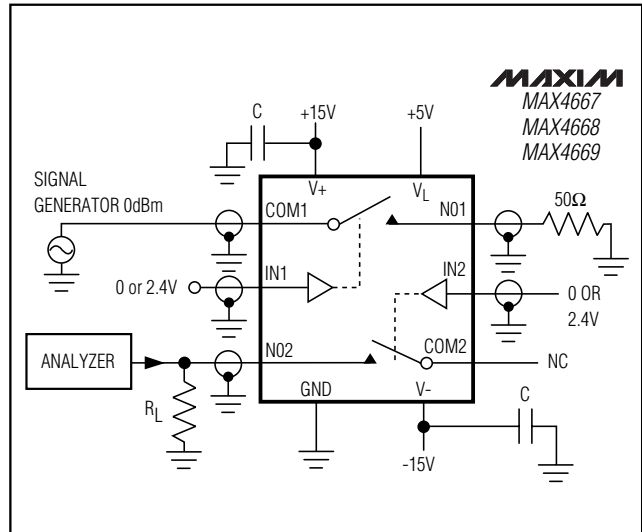 MAXIM
MAX4667
MAX4668
MAX4669
C
+15V
+5V
SIGNAL
GENERATOR 0dBm
V+
VL
COM1
N01
50Ω
0 or 2.4V
IN1
IN2
0 OR
2.4V
ANALYZER
N02
COM2
NC
RL
GND
V-
C
-15V